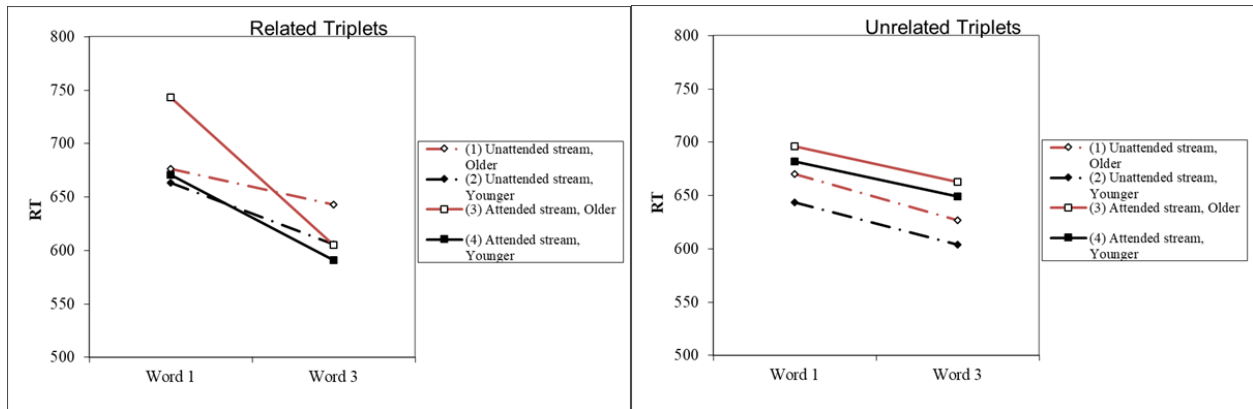 Related Triplets
800
750
700
650
600
550
500
RT
Word 1
Word 3
(1) Unattended stream,
Older
(2) Unattended stream,
Younger
(3) Attended stream, Older
(4) Attended stream,
Younger
Unrelated Triplets
800
750
700
650
600
550
500
RT
Word 1
Word 3
(1) Unattended stream,
Older
(2) Unattended stream,
Younger
(3) Attended stream, Older
(4) Attended stream,
Younger